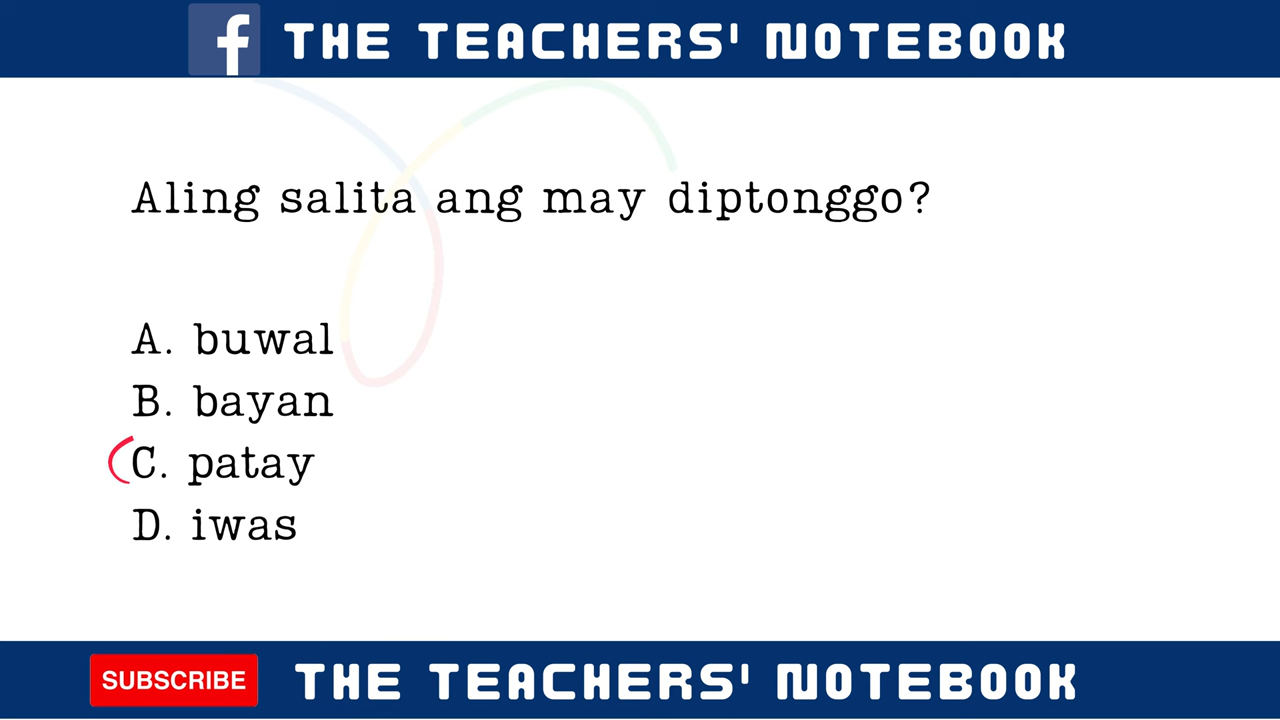 f THE TEACHERS' NOTEBOOK
Aling salita ang may diptonggo?
A. buwal
B. bayan
C. patay
D. iwas
SUBSCRIBE THE TEACHERS' NOTEBOOK